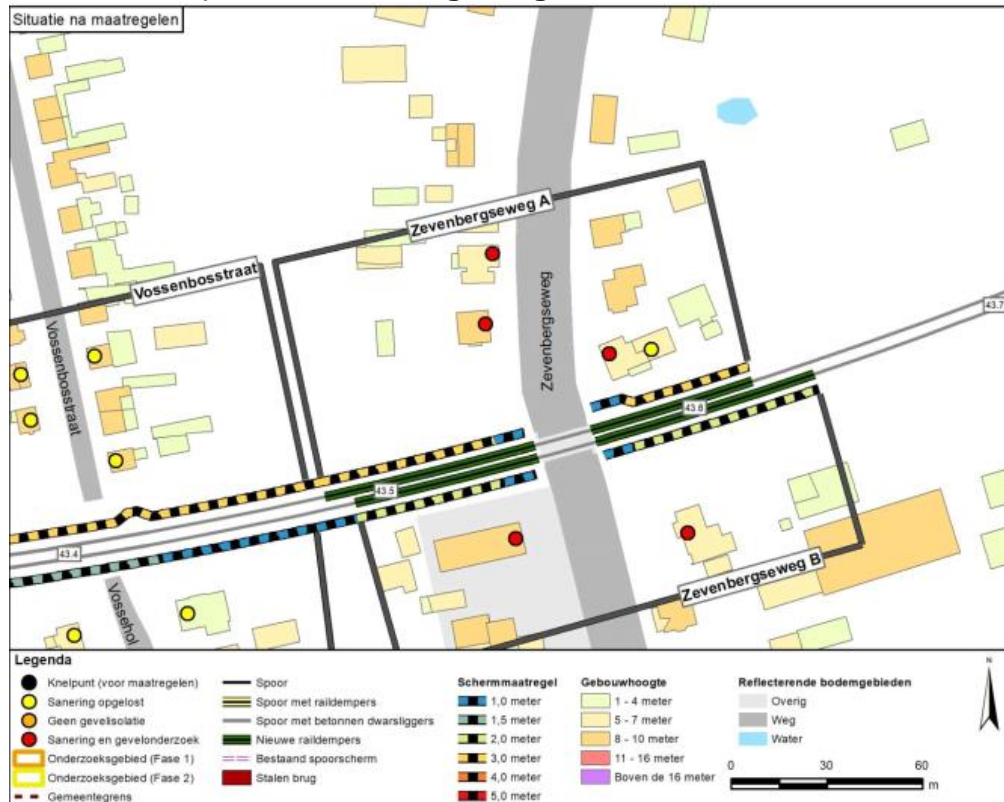 Situatie na maatregelen
Zevenbergseweg A
Vossenbosstraat
Vossenbosstraat
Zevenbergseweg
43.7
43.6
43.5
43.4
Vossehol
Zevenbergseweg B
Legenda
Knelpunt (voor maatregelen)
Sanering opgelost
Geen gevelisolatie
Sanering en gevelonderzoek
Onderzoeksgebied (Fase 1)
Onderzoeksgebied (Fase 2)
Gemeentegrens
Spoor
Spoor met raildempers
Spoor met betonnen dwarsliggers
Nieuwe raildempers
Bestaand spoorscherm
Stalen brug
Schermmaatregel
1,0 meter
1,5 meter
2,0 meter
3,0 meter
4,0 meter
5,0 meter
Gebouwhoogte
1 - 4 meter
5 - 7 meter
8 - 10 meter
11 - 16 meter
Boven de 16 meter
Reflecterende bodemgebieden
Overig
Weg
Water
N
0 30 60
m